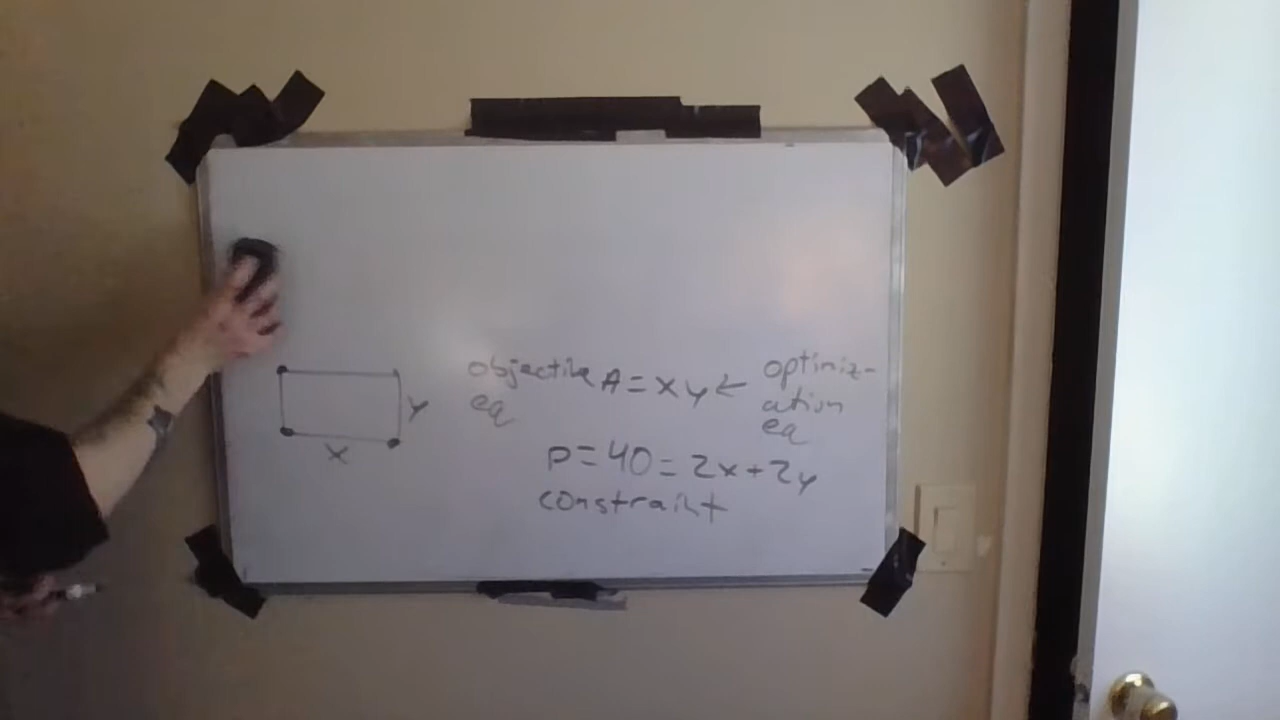 objective
eq
A = xy ←
optimiz-
ation
eq
P = 40 = 2x + 2y
constraint
y
x